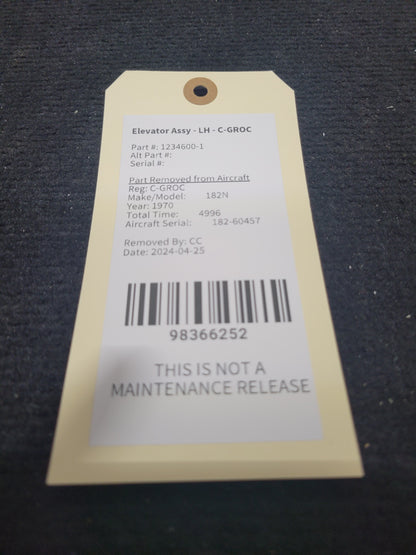 Elevator Assy - LH - C-GROC
Part #: 1234600-1
Alt Part #:
Serial #:
Part Removed from Aircraft
Reg: C-GROC
Make/Model: 182N
Year: 1970
Total Time: 4996
Aircraft Serial: 182-60457
Removed By: CC
Date: 2024-04-25
98366252
THIS IS NOT A
MAINTENANCE RELEASE